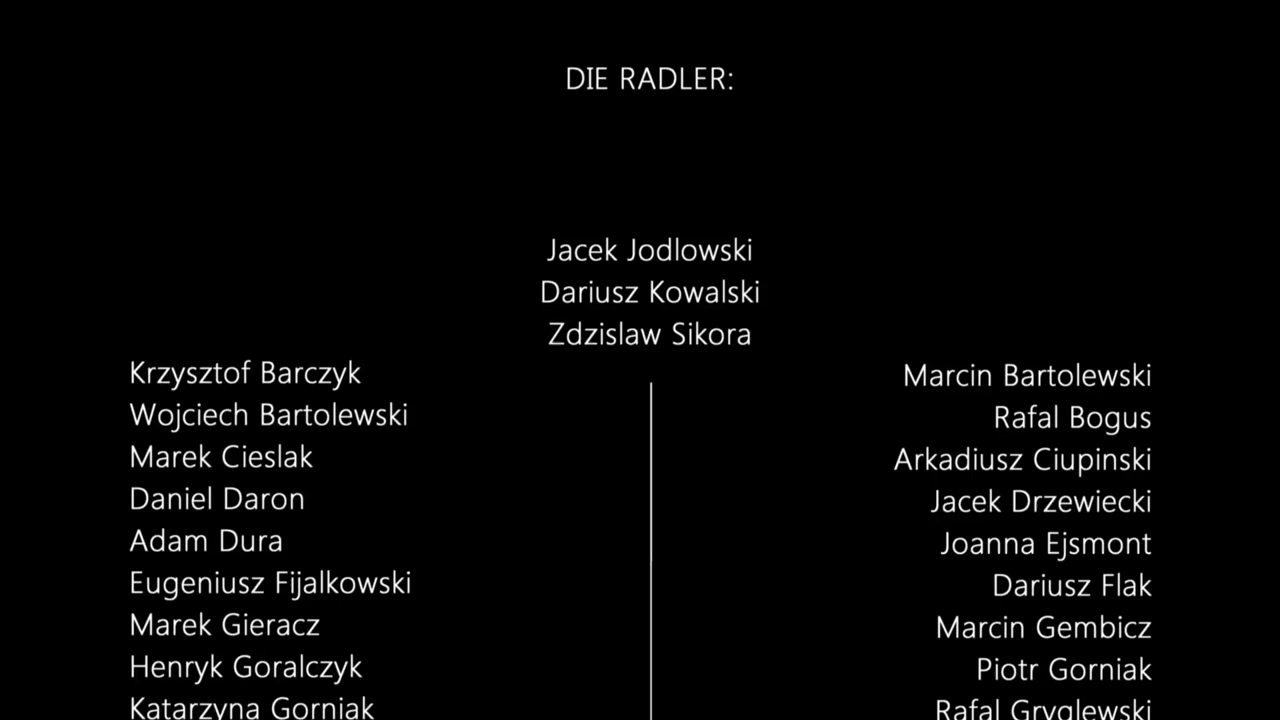 DIE RADLER:
Jacek Jodlowski
Dariusz Kowalski
Zdzislaw Sikora
Krzysztof Barczyk
Wojciech Bartolewski
Marek Cieslak
Daniel Daron
Adam Dura
Eugeniusz Fijalkowski
Marek Gieracz
Henryk Goralczyk
Katarzyna Gorniak
Marcin Bartolewski
Rafal Bogus
Arkadiusz Ciupinski
Jacek Drzewiecki
Joanna Ejsmont
Dariusz Flak
Marcin Gembicz
Piotr Gorniak
Rafal Gryglewski